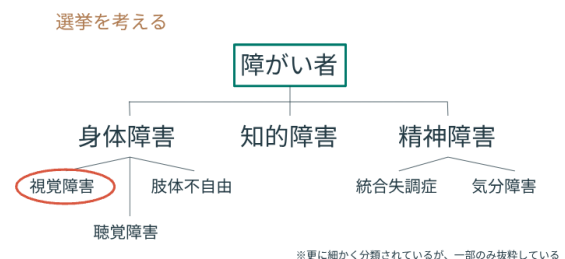 選挙を考える
障がい者
身体障害 知的障害 精神障害
視覚障害 肢体不自由 統合失調症 気分障害
聴覚障害
※更に細かく分類されているが、一部のみ抜粋している